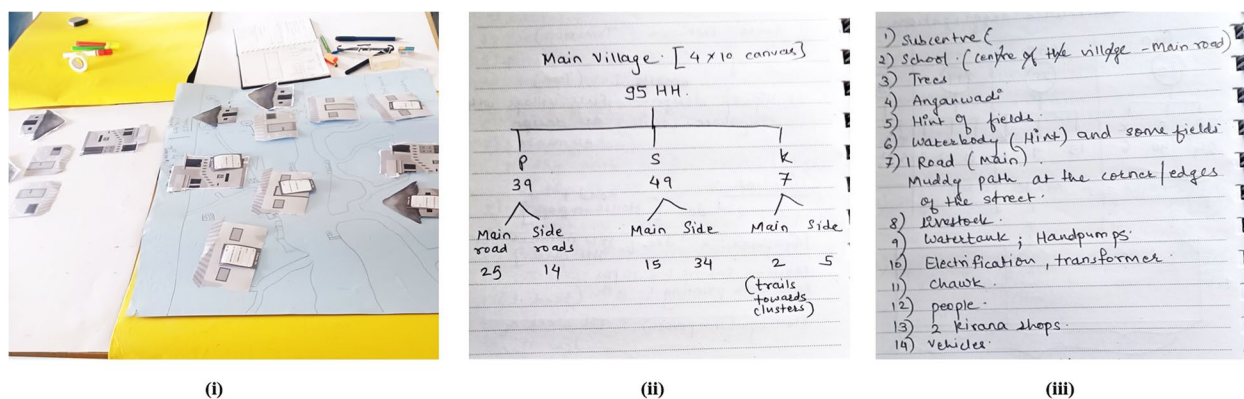 Main Village. [4 x 10 canvas]
95 HH.
P S K
39 49 7
Main road Side roads Main Side Main Side
25 14 15 34 2 5
(trails
towards
clusters)
1) Subcentre (
2) School. (centre of the village - Main road)
3) Trees
4) Anganwadi
5) Hint of fields.
6) Waterbody (Hint) and some fields
7) 1 Road (Main).
Muddy path at the corner/edges
of the street.
8) livestock.
9) Watertank ; Handpumps.
10) Electrification, transformer.
11) chawk.
12) people.
13) 2 Kirana shops.
14) vehicles.
(i) (ii) (iii)